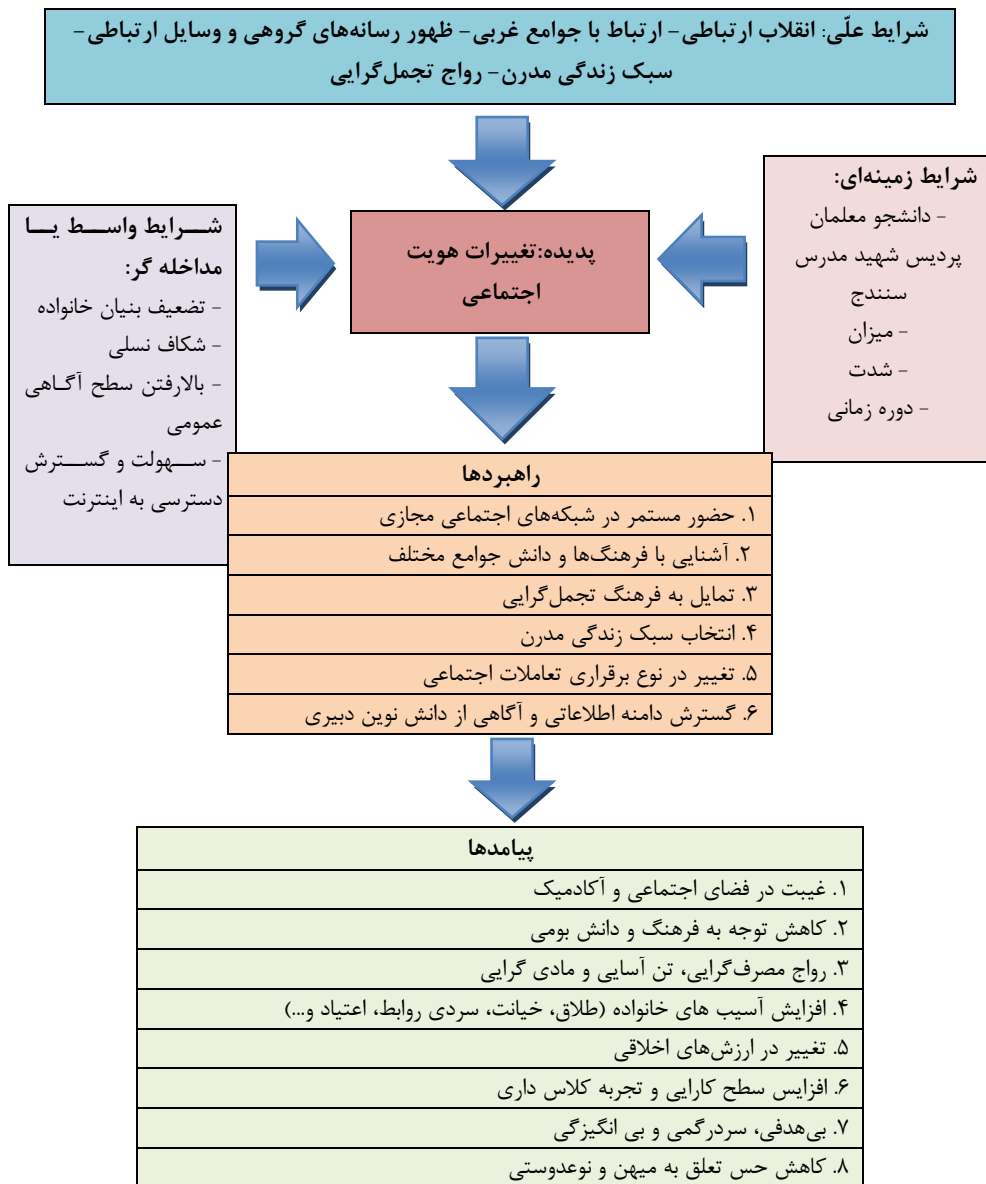 شرایط علّی: انقلاب ارتباطی- ارتباط با جوامع غربی- ظهور رسانه‌های گروهی و وسایل ارتباطی-
سبک زندگی مدرن- رواج تجمل‌گرایی
شرایط زمینه‌ای:
- دانشجو معلمان
پردیس شهید مدرس
سنندج
- میزان
- شدت
- دوره زمانی
پدیده:تغییرات هویت
اجتماعی
شـــرایط واســـط یـــا
مداخله گر:
- تضعیف بنیان خانواده
- شکاف نسلی
- بالارفتن سطح آگـاهی
عمومی
- ســـهولت و گســـترش
دسترسی به اینترنت
راهبردها
۱. حضور مستمر در شبکه‌های اجتماعی مجازی
۲. آشنایی با فرهنگ‌ها و دانش جوامع مختلف
۳. تمایل به فرهنگ تجمل‌گرایی
۴. انتخاب سبک زندگی مدرن
۵. تغییر در نوع برقراری تعاملات اجتماعی
۶. گسترش دامنه اطلاعاتی و آگاهی از دانش نوین دبیری
پیامدها
۱. غیبت در فضای اجتماعی و آکادمیک
۲. کاهش توجه به فرهنگ و دانش بومی
۳. رواج مصرف‌گرایی، تن آسایی و مادی گرایی
۴. افزایش آسیب های خانواده (طلاق، خیانت، سردی روابط، اعتیاد و...)
۵. تغییر در ارزش‌های اخلاقی
۶. افزایس سطح کارایی و تجربه کلاس داری
۷. بی‌هدفی، سردرگمی و بی انگیزگی
۸. کاهش حس تعلق به میهن و نوعدوستی